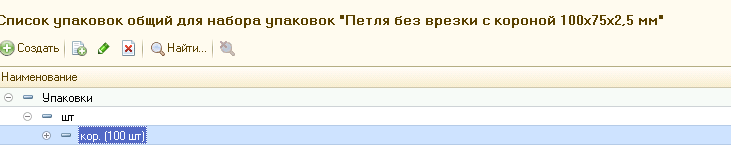 Список упаковок общий для набора упаковок "Петля без врезки с короной 100х75х2,5 мм"
Создать Найти...
Наименование
Упаковки
шт
кор. (100 шт)